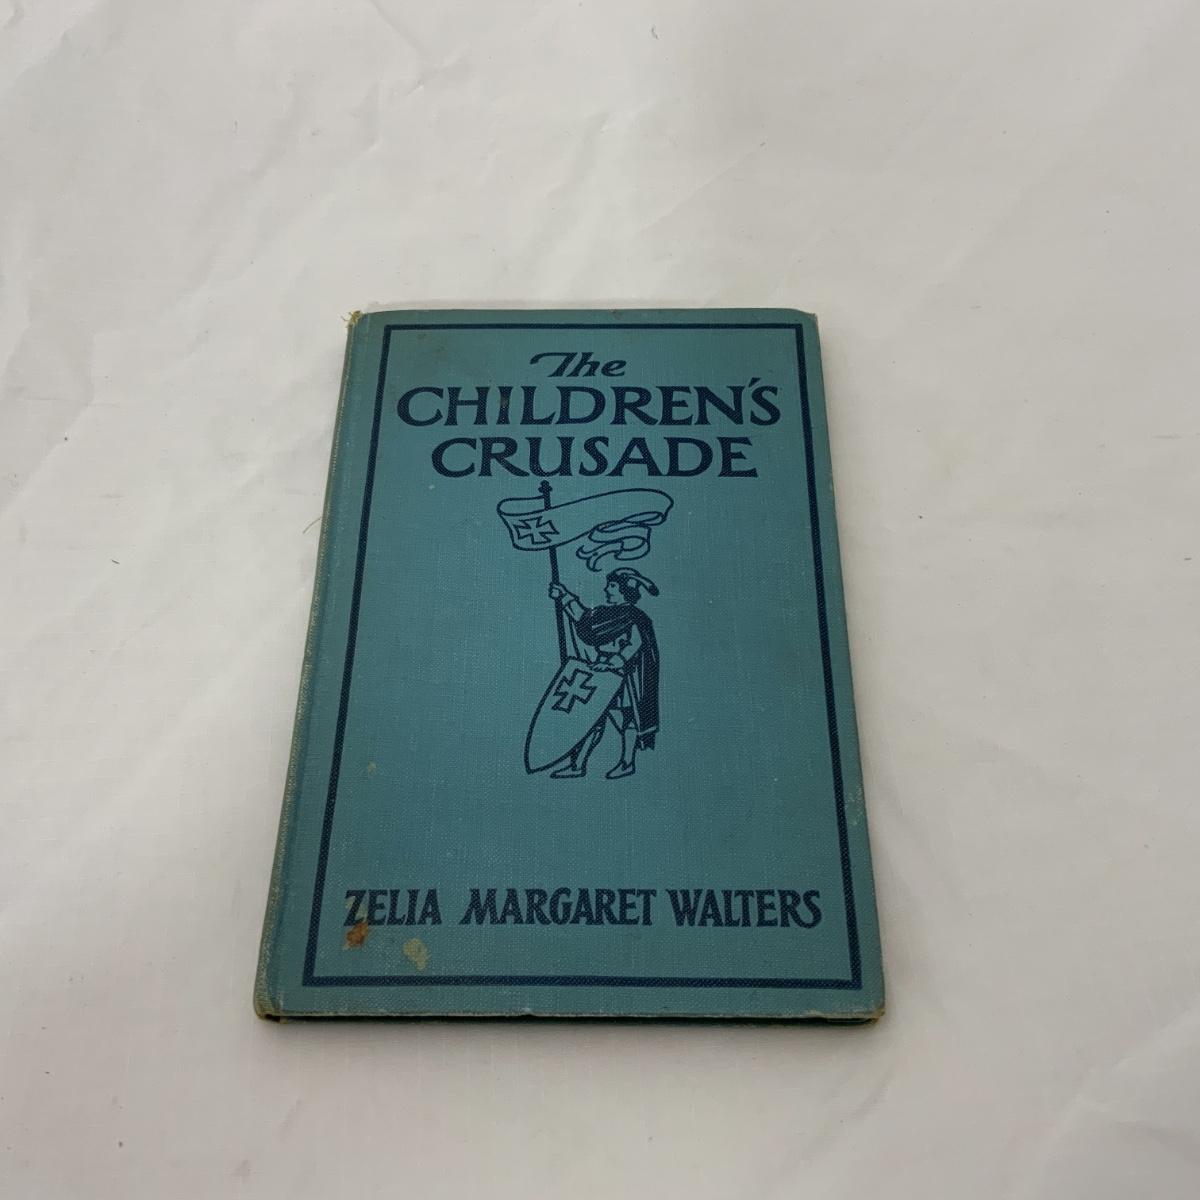 The
CHILDREN'S
CRUSADE
ZELIA MARGARET WALTERS